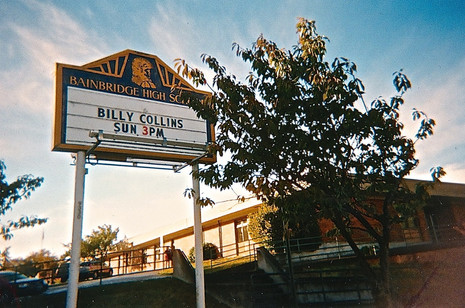 BAINBRIDGE HIGH SC
BILLY COLLINS
SUN 3PM